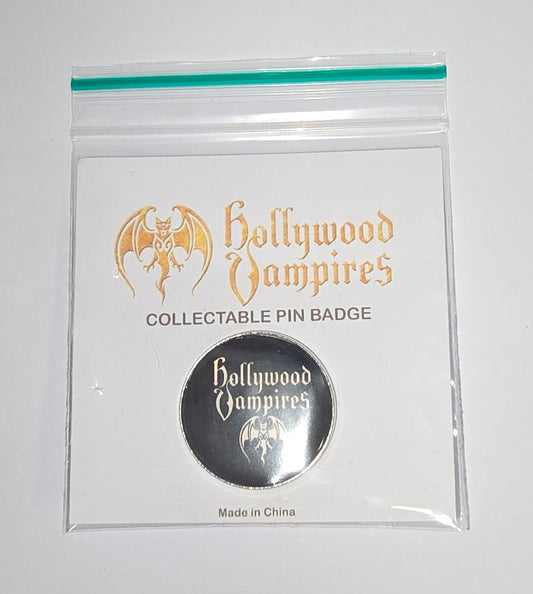 Hollywood
Vampires
COLLECTABLE PIN BADGE
Hollywood
Vampires
Made in China